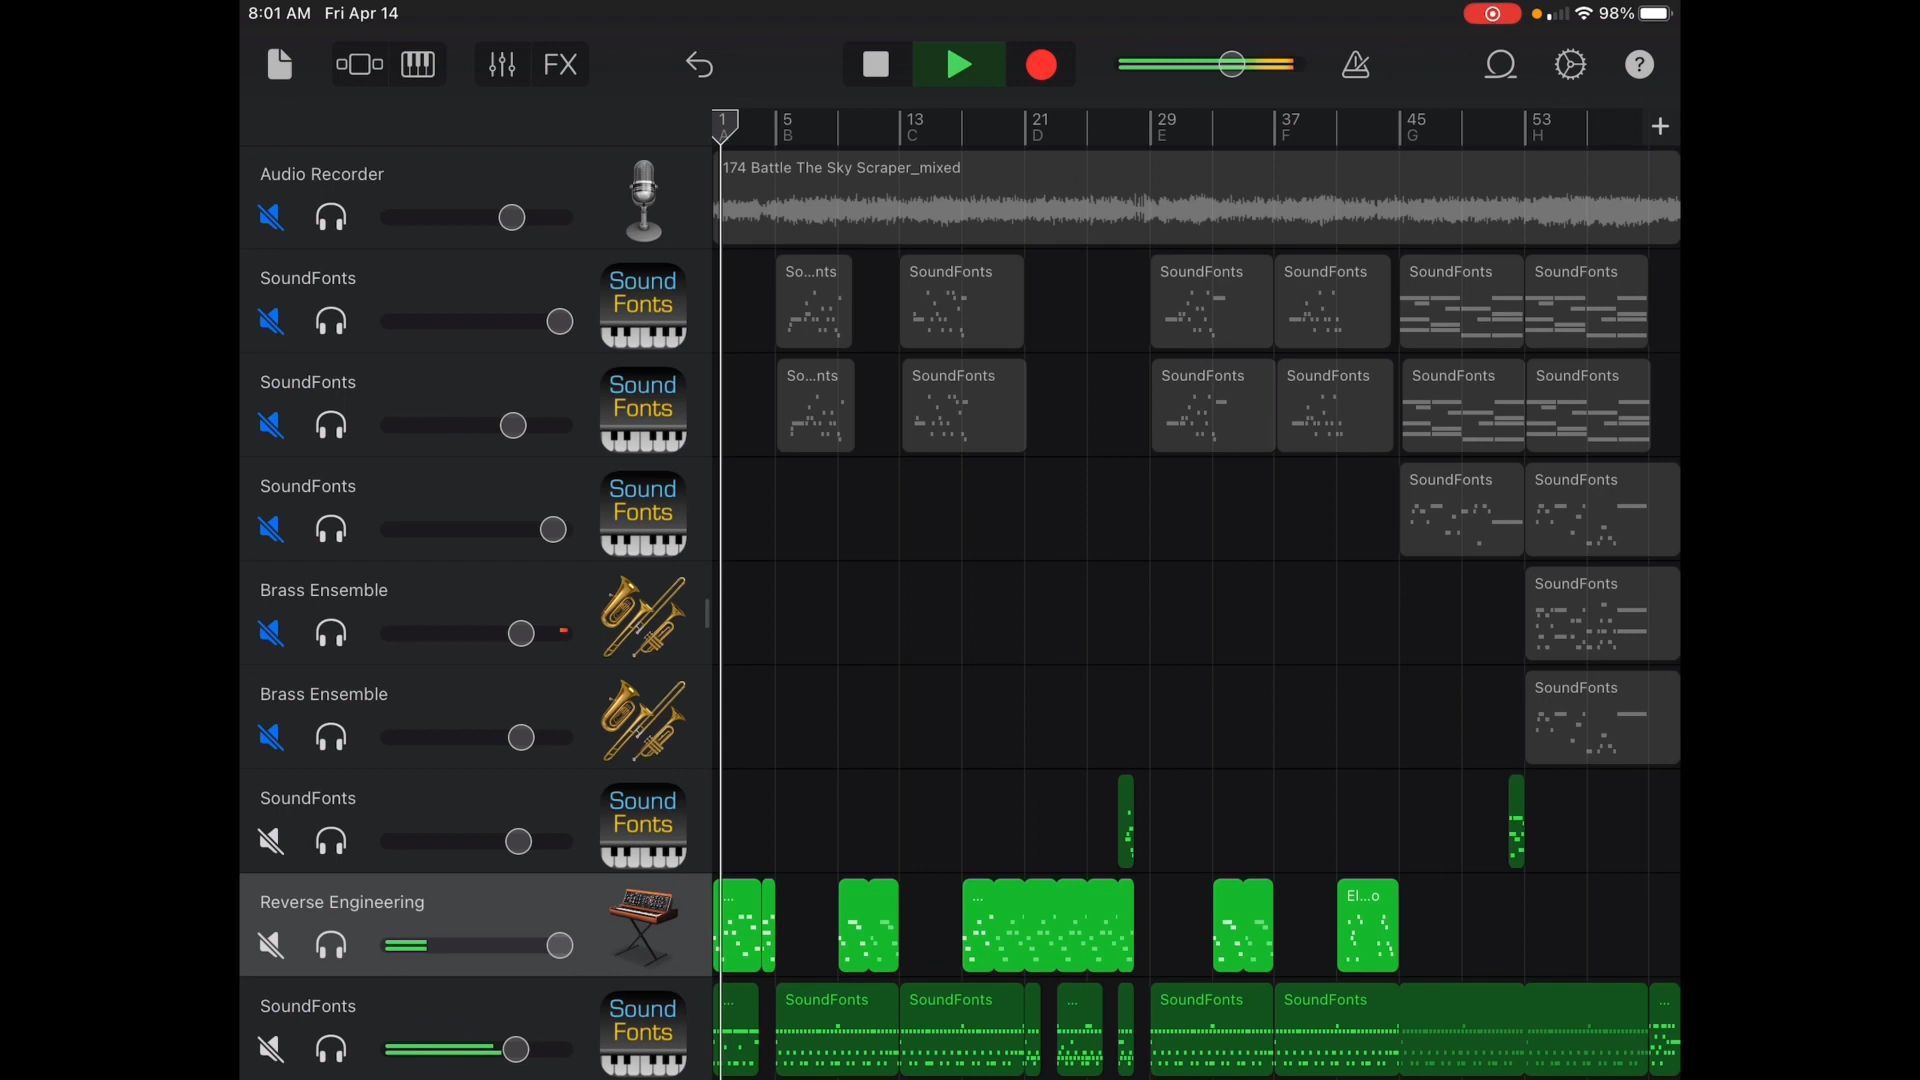 8:01 AM Fri Apr 14
98%
FX
?
1 5 13 21 29 37 45 53
A B C D E F G H
+
Audio Recorder
174 Battle The Sky Scraper_mixed
SoundFonts
Sound Fonts
So...nts SoundFonts SoundFonts SoundFonts SoundFonts SoundFonts
SoundFonts
Sound Fonts
So...nts SoundFonts SoundFonts SoundFonts SoundFonts SoundFonts
SoundFonts
Sound Fonts
SoundFonts SoundFonts
Brass Ensemble
SoundFonts
Brass Ensemble
SoundFonts
SoundFonts
Sound Fonts
Reverse Engineering
... ... El...o
SoundFonts
Sound Fonts
... SoundFonts SoundFonts ... SoundFonts SoundFonts ...